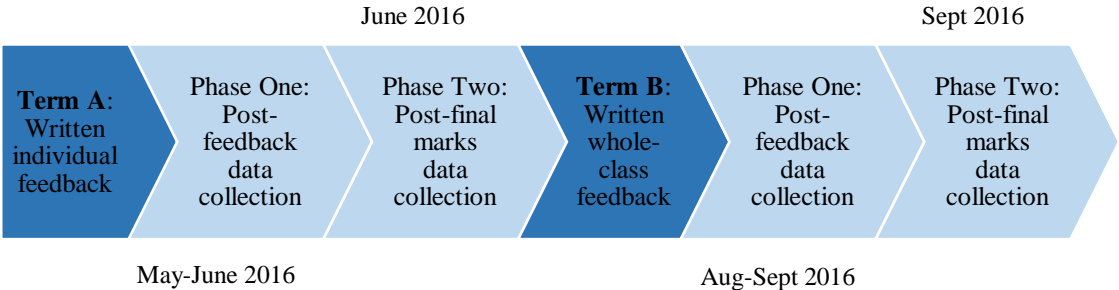 June 2016
Sept 2016
Term A:
Written
individual
feedback
Phase One:
Post-
feedback
data
collection
Phase Two:
Post-final
marks
data
collection
Term B:
Written
whole-
class
feedback
Phase One:
Post-
feedback
data
collection
Phase Two:
Post-final
marks
data
collection
May-June 2016
Aug-Sept 2016